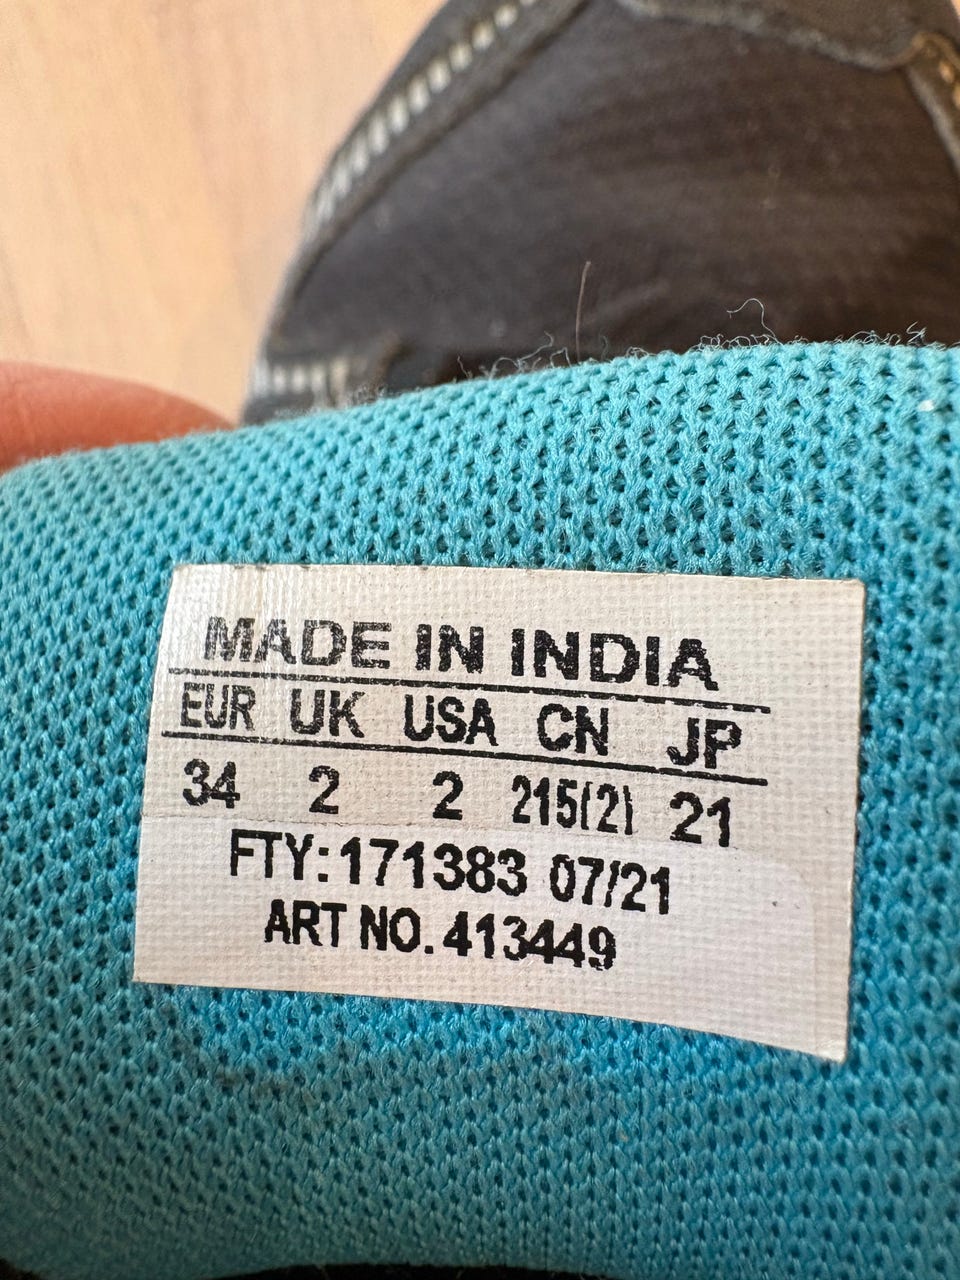 MADE IN INDIA
EUR UK USA CN JP
34 2 2 215(2) 21
FTY:171383 07/21
ART NO. 413449